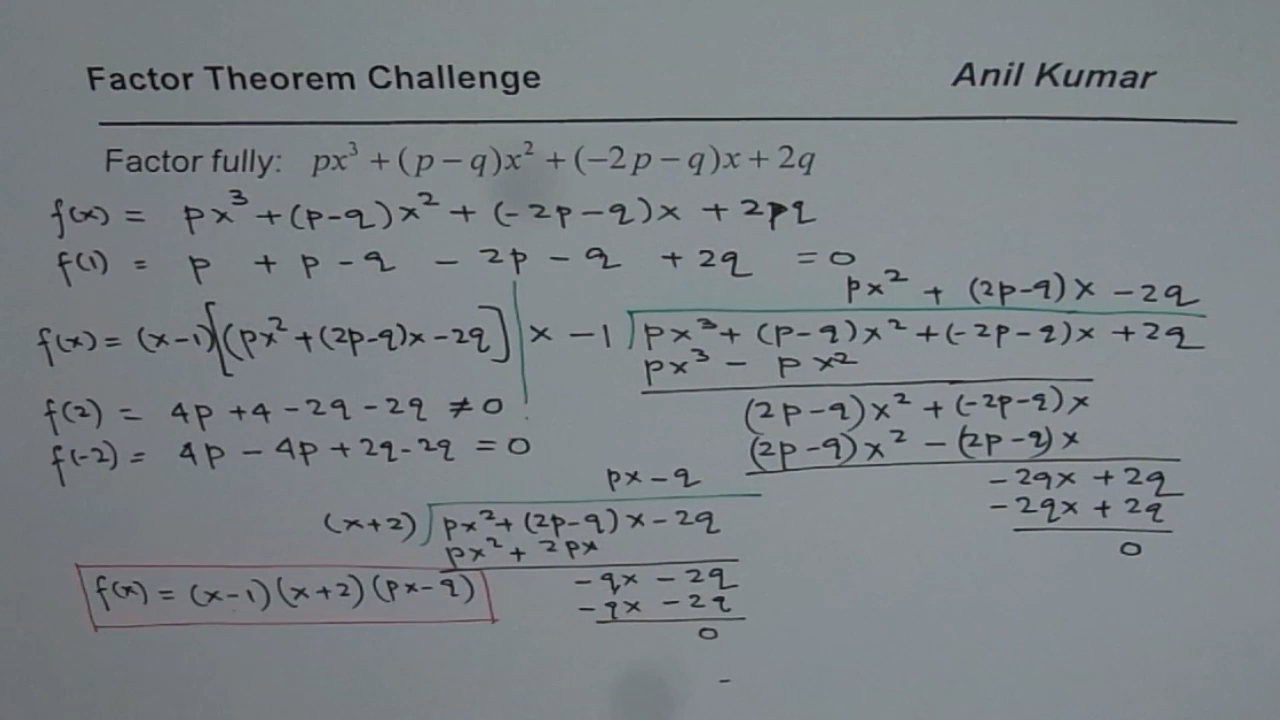 Factor Theorem Challenge Anil Kumar
Factor fully: px³ + (p − q)x² + (−2p − q)x + 2q
f(x) = px³ + (p-q)x² + (-2p-q)x + 2pq
f(1) = p + p - q - 2p - q + 2q = 0
f(x) = (x-1)[(px² + (2p-q)x - 2q]
f(2) = 4p + 4 - 2q - 2q ≠ 0
f(-2) = 4p - 4p + 2q - 2q = 0
px² + (2p-q)x - 2q
x - 1 px³ + (p-q)x² + (-2p-q)x + 2q
px³ - px²
(2p-q)x² + (-2p-q)x
(2p-q)x² - (2p-q)x
-2qx + 2q
-2qx + 2q
0
px - q
(x+2) px² + (2p-q)x - 2q
px² + 2px
-qx - 2q
-qx - 2q
0
f(x) = (x-1)(x+2)(px-q)